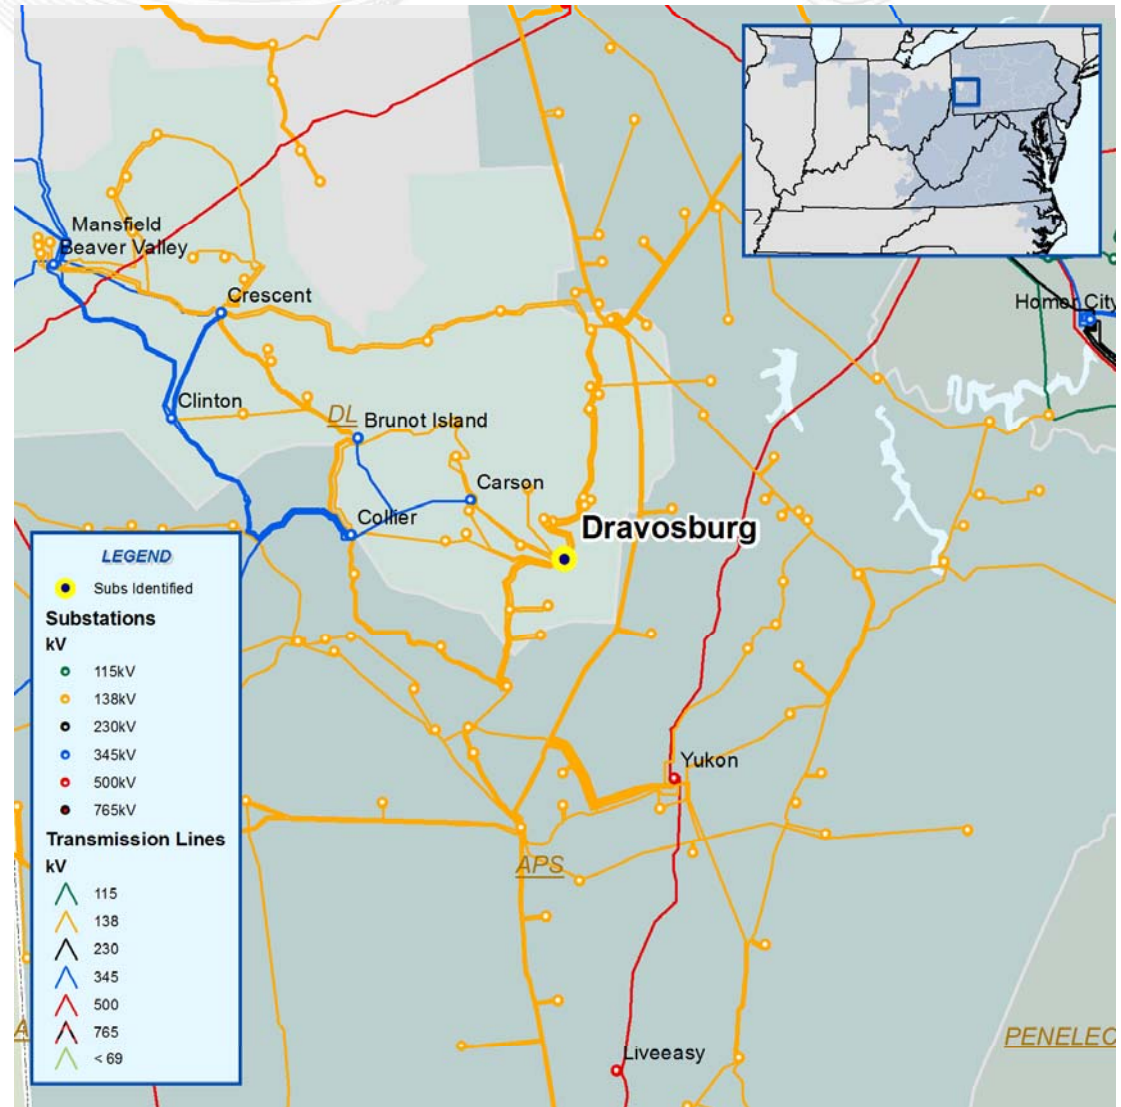 Mansfield
Beaver Valley
Crescent
Homer City
Clinton
DL
Brunot Island
Carson
Collier
Dravosburg
LEGEND
Subs Identified
Substations
kV
115kV
138kV
230kV
345kV
500kV
765kV
Transmission Lines
kV
115
138
230
345
500
765
< 69
Yukon
APS
A
PENELEC
Liveeasy